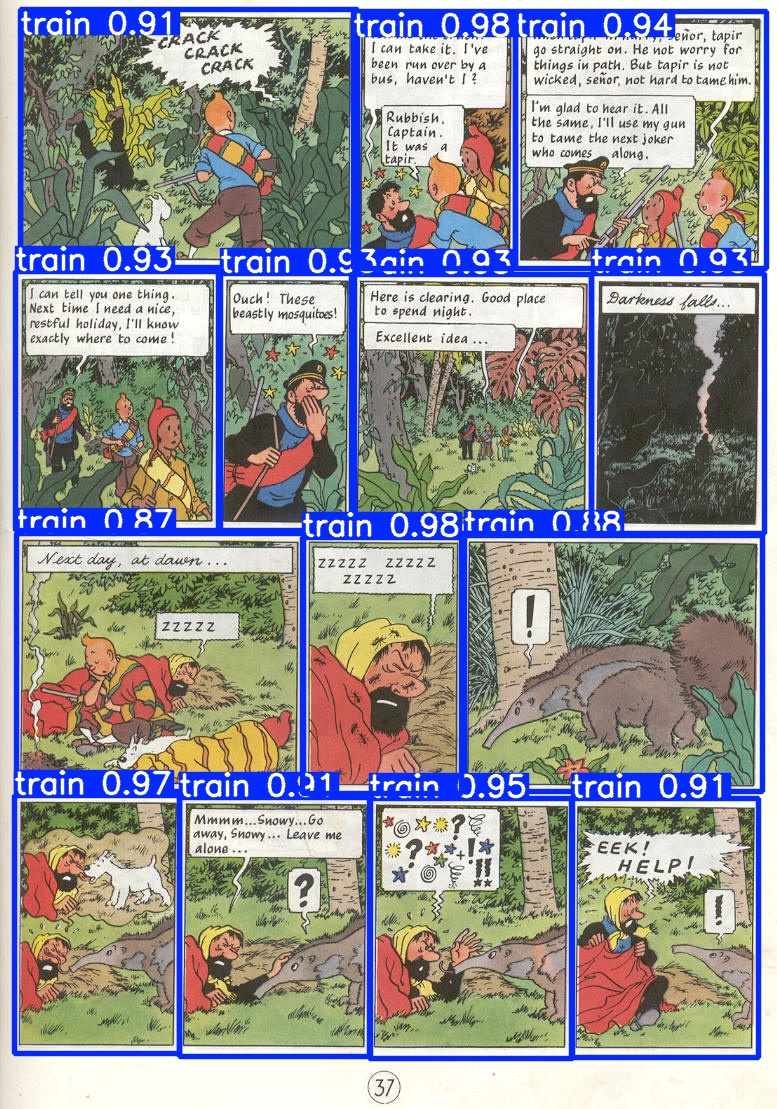 train 0.91
CRACK
CRACK
CRACK
train 0.98
I can take it. I've
been run over by a
bus, haven't I?
Rubbish,
Captain.
It was a
tapir.
train 0.94
señor, tapir
go straight on. He not worry for
things in path. But tapir is not
wicked, señor, not hard to tame him.
I'm glad to hear it. All
the same, I'll use my gun
to tame the next joker
who comes along.
train 0.93
I can tell you one thing.
Next time I need a nice,
restful holiday, I'll know
exactly where to come!
train 0.93
Ouch! These
beastly mosquitoes!
0.93
Here is clearing. Good place
to spend night.
Excellent idea...
train 0.93
Darkness falls...
train 0.87
Next day, at dawn...
ZZZZZ
train 0.98
ZZZZZ ZZZZZ
ZZZZZ
train 0.88
!
train 0.97
train 0.91
Mmmm...Snowy...Go
away, Snowy... Leave me
alone...
?
train 0.95
?
? + !
!!
train 0.91
EEK!
HELP!
!
37